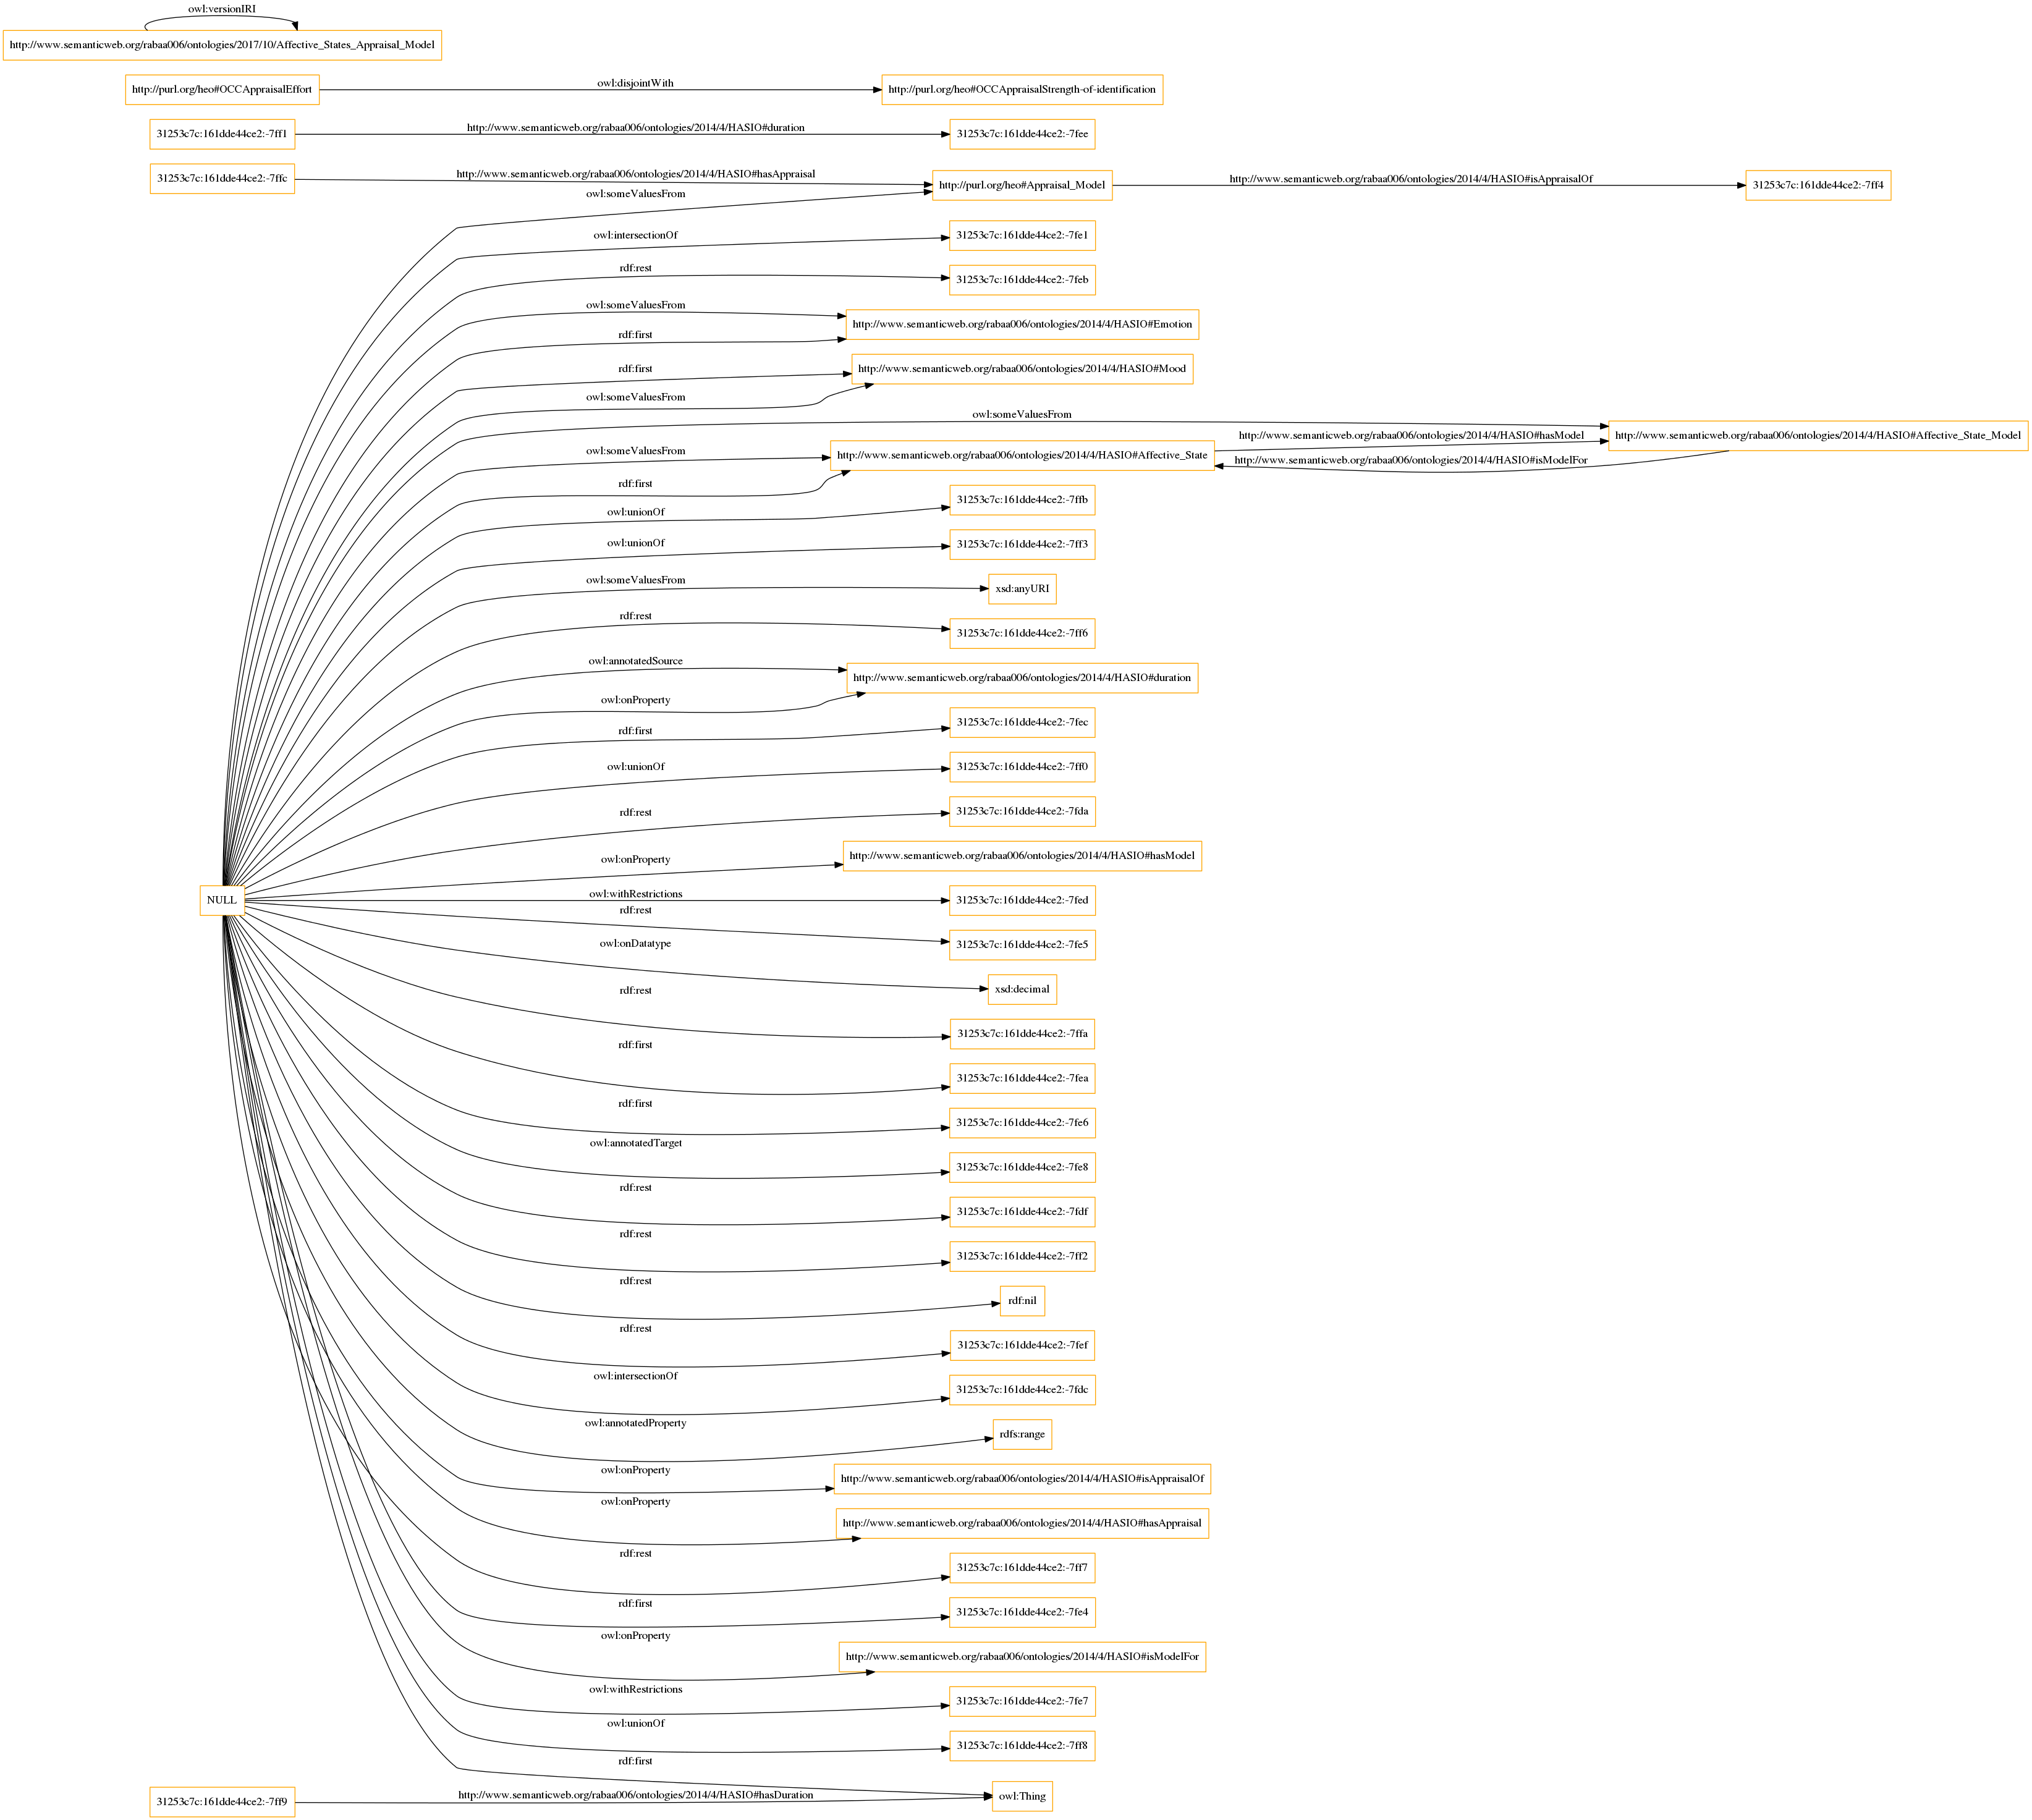 owl:versionIRI
http://www.semanticweb.org/rabaa006/ontologies/2017/10/Affective_States_Appraisal_Model
http://purl.org/heo#OCCAppraisalEffort
owl:disjointWith
http://purl.org/heo#OCCAppraisalStrength-of-identification
31253c7c:161dde44ce2:-7ff1
http://www.semanticweb.org/rabaa006/ontologies/2014/4/HASIO#duration
31253c7c:161dde44ce2:-7fee
31253c7c:161dde44ce2:-7ffc
http://www.semanticweb.org/rabaa006/ontologies/2014/4/HASIO#hasAppraisal
http://purl.org/heo#Appraisal_Model
http://www.semanticweb.org/rabaa006/ontologies/2014/4/HASIO#isAppraisalOf
31253c7c:161dde44ce2:-7ff4
owl:someValuesFrom
owl:intersectionOf
31253c7c:161dde44ce2:-7fe1
rdf:rest
31253c7c:161dde44ce2:-7feb
owl:someValuesFrom
http://www.semanticweb.org/rabaa006/ontologies/2014/4/HASIO#Emotion
rdf:first
rdf:first
http://www.semanticweb.org/rabaa006/ontologies/2014/4/HASIO#Mood
owl:someValuesFrom
owl:someValuesFrom
http://www.semanticweb.org/rabaa006/ontologies/2014/4/HASIO#hasModel
http://www.semanticweb.org/rabaa006/ontologies/2014/4/HASIO#Affective_State_Model
owl:someValuesFrom
http://www.semanticweb.org/rabaa006/ontologies/2014/4/HASIO#Affective_State
http://www.semanticweb.org/rabaa006/ontologies/2014/4/HASIO#isModelFor
rdf:first
31253c7c:161dde44ce2:-7ffb
owl:unionOf
owl:unionOf
31253c7c:161dde44ce2:-7ff3
owl:someValuesFrom
xsd:anyURI
rdf:rest
31253c7c:161dde44ce2:-7ff6
owl:annotatedSource
http://www.semanticweb.org/rabaa006/ontologies/2014/4/HASIO#duration
owl:onProperty
31253c7c:161dde44ce2:-7fec
rdf:first
owl:unionOf
31253c7c:161dde44ce2:-7ff0
rdf:rest
31253c7c:161dde44ce2:-7fda
owl:onProperty
http://www.semanticweb.org/rabaa006/ontologies/2014/4/HASIO#hasModel
NULL
owl:withRestrictions
31253c7c:161dde44ce2:-7fed
rdf:rest
31253c7c:161dde44ce2:-7fe5
owl:onDatatype
xsd:decimal
rdf:rest
31253c7c:161dde44ce2:-7ffa
rdf:first
31253c7c:161dde44ce2:-7fea
rdf:first
31253c7c:161dde44ce2:-7fe6
owl:annotatedTarget
31253c7c:161dde44ce2:-7fe8
rdf:rest
31253c7c:161dde44ce2:-7fdf
rdf:rest
31253c7c:161dde44ce2:-7ff2
rdf:rest
rdf:nil
rdf:rest
31253c7c:161dde44ce2:-7fef
owl:intersectionOf
31253c7c:161dde44ce2:-7fdc
owl:annotatedProperty
rdfs:range
owl:onProperty
http://www.semanticweb.org/rabaa006/ontologies/2014/4/HASIO#isAppraisalOf
owl:onProperty
http://www.semanticweb.org/rabaa006/ontologies/2014/4/HASIO#hasAppraisal
rdf:rest
31253c7c:161dde44ce2:-7ff7
rdf:first
31253c7c:161dde44ce2:-7fe4
owl:onProperty
http://www.semanticweb.org/rabaa006/ontologies/2014/4/HASIO#isModelFor
owl:withRestrictions
31253c7c:161dde44ce2:-7fe7
owl:unionOf
31253c7c:161dde44ce2:-7ff8
rdf:first
31253c7c:161dde44ce2:-7ff9
http://www.semanticweb.org/rabaa006/ontologies/2014/4/HASIO#hasDuration
owl:Thing